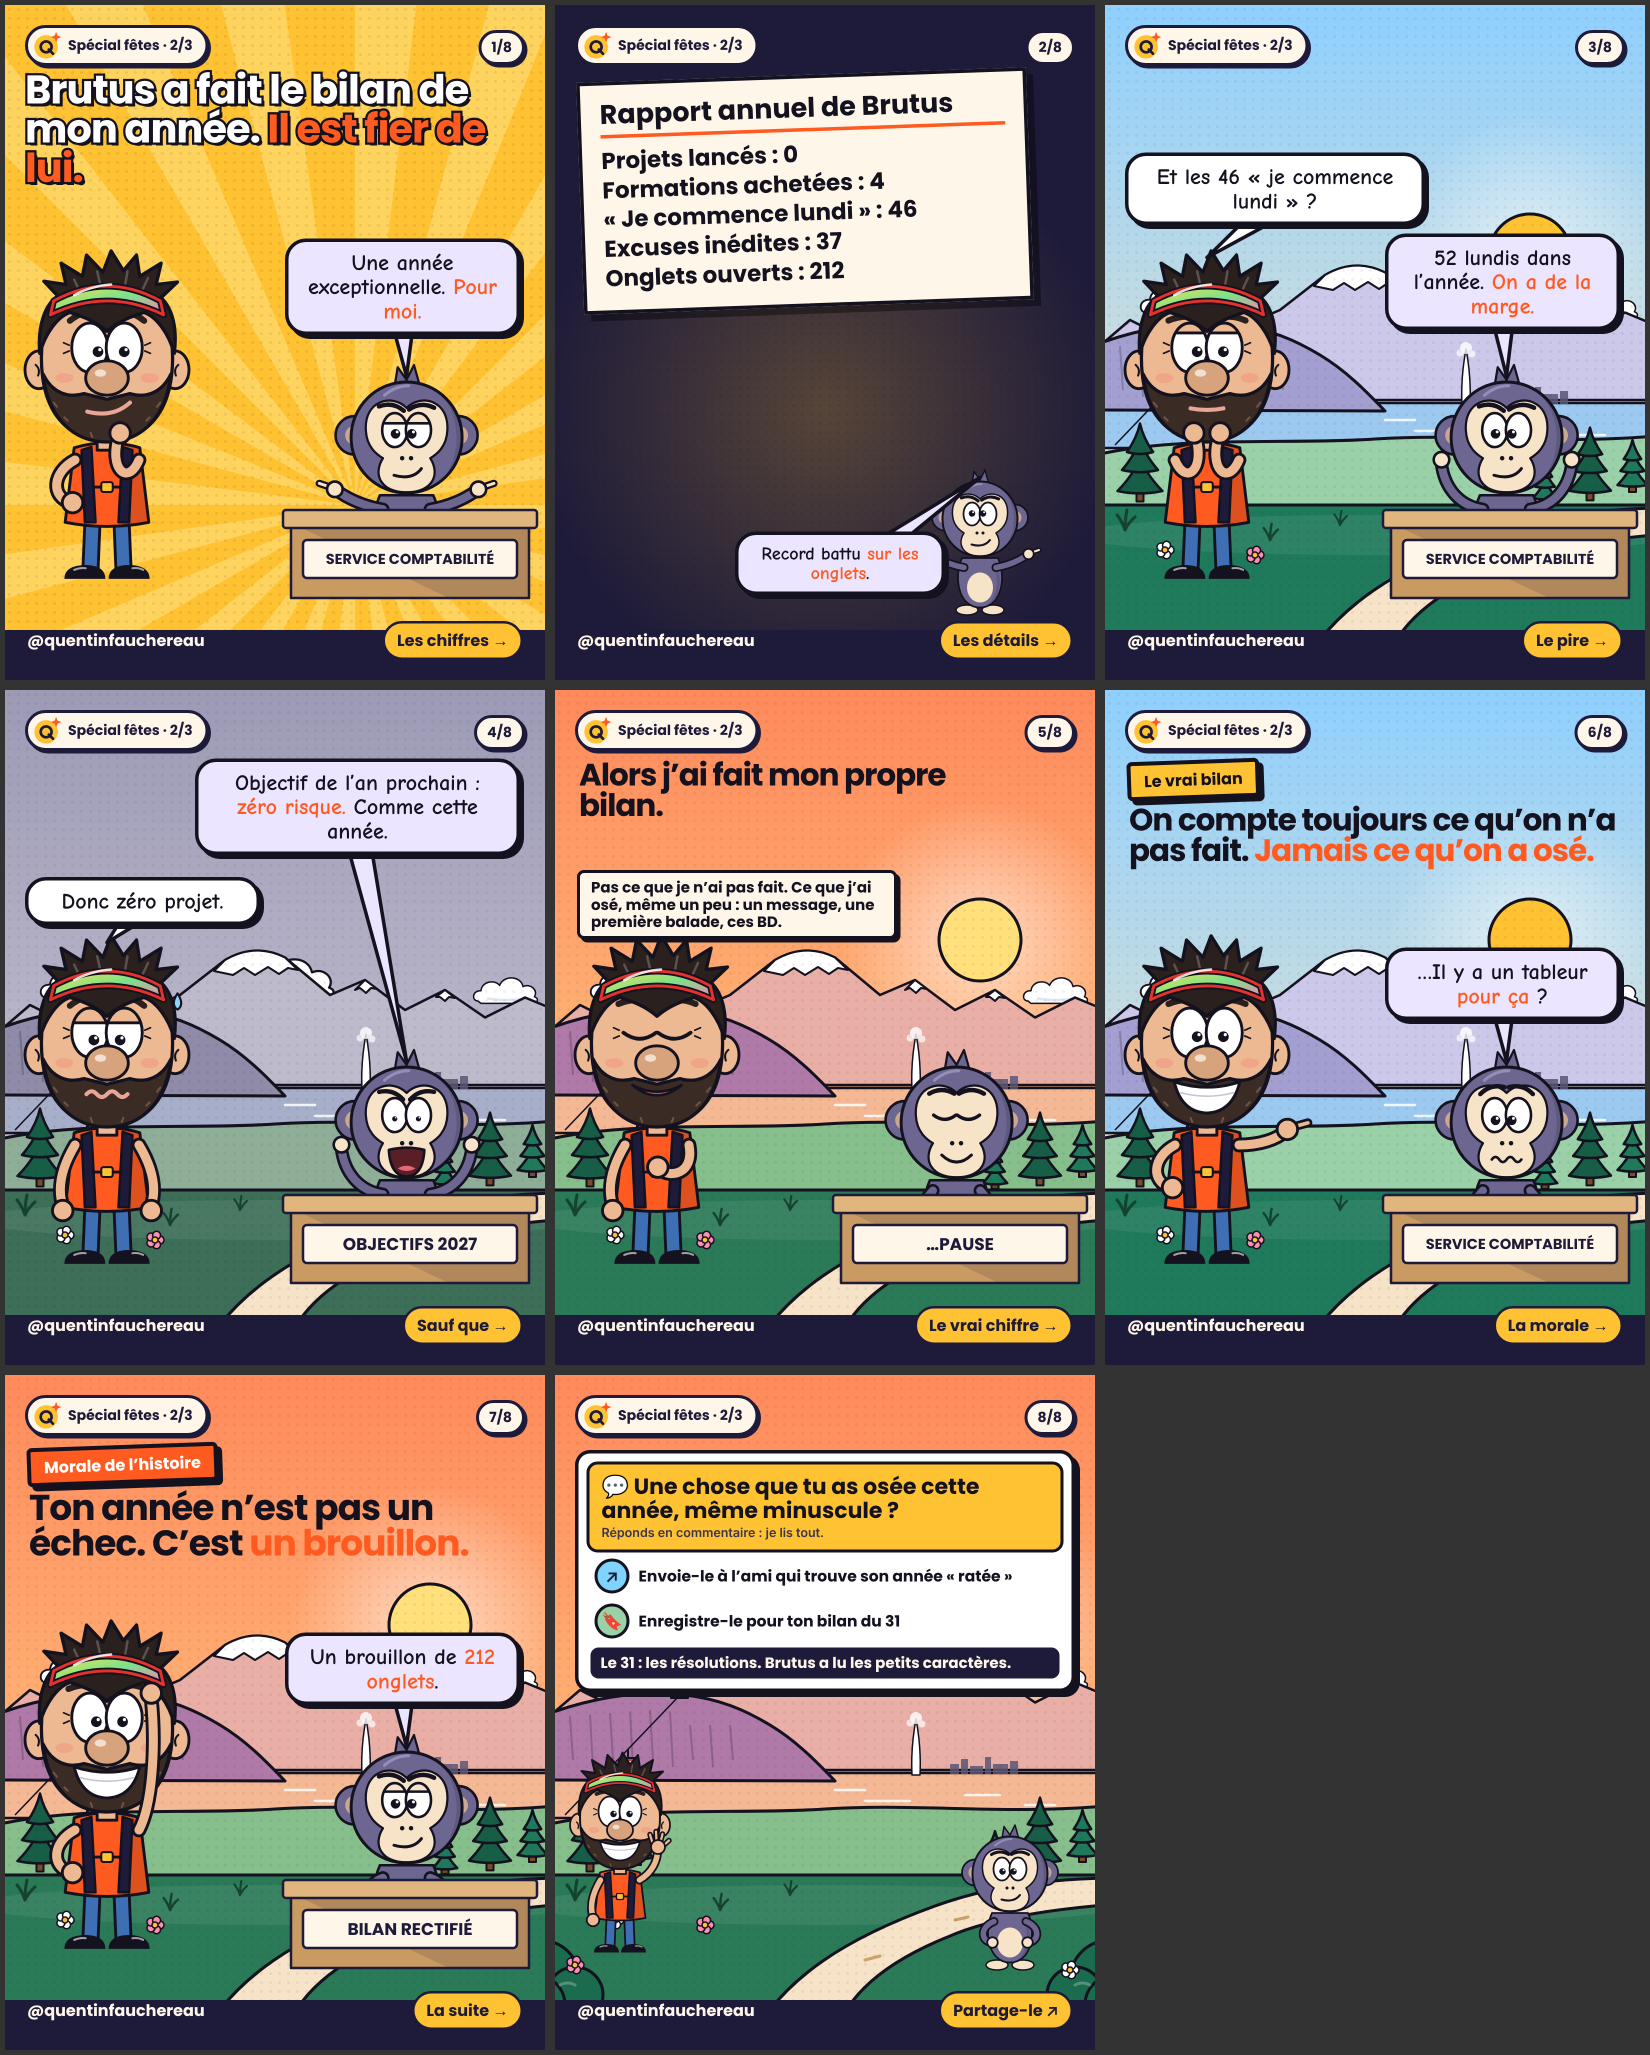 Spécial fêtes · 2/3
1/8
Brutus a fait le bilan de
mon année. Il est fier de
lui.
Une année
exceptionnelle. Pour
moi.
SERVICE COMPTABILITÉ
@quentinfauchereau
Les chiffres →
Spécial fêtes · 2/3
2/8
Rapport annuel de Brutus
Projets lancés : 0
Formations achetées : 4
« Je commence lundi » : 46
Excuses inédites : 37
Onglets ouverts : 212
Record battu sur les
onglets.
@quentinfauchereau
Les détails →
Spécial fêtes · 2/3
3/8
Et les 46 « je commence
lundi » ?
52 lundis dans
l’année. On a de la
marge.
SERVICE COMPTABILITÉ
@quentinfauchereau
Le pire →
Spécial fêtes · 2/3
4/8
Objectif de l’an prochain :
zéro risque. Comme cette
année.
Donc zéro projet.
OBJECTIFS 2027
@quentinfauchereau
Sauf que →
Spécial fêtes · 2/3
5/8
Alors j’ai fait mon propre
bilan.
Pas ce que je n’ai pas fait. Ce que j’ai
osé, même un peu : un message, une
première balade, ces BD.
...PAUSE
@quentinfauchereau
Le vrai chiffre →
Spécial fêtes · 2/3
6/8
Le vrai bilan
On compte toujours ce qu’on n’a
pas fait. Jamais ce qu’on a osé.
...Il y a un tableur
pour ça ?
SERVICE COMPTABILITÉ
@quentinfauchereau
La morale →
Spécial fêtes · 2/3
7/8
Morale de l’histoire
Ton année n’est pas un
échec. C’est un brouillon.
Un brouillon de 212
onglets.
BILAN RECTIFIÉ
@quentinfauchereau
La suite →
Spécial fêtes · 2/3
8/8
💬 Une chose que tu as osée cette
année, même minuscule ?
Réponds en commentaire : je lis tout.
Envoie-le à l’ami qui trouve son année « ratée »
Enregistre-le pour ton bilan du 31
Le 31 : les résolutions. Brutus a lu les petits caractères.
@quentinfauchereau
Partage-le ↗